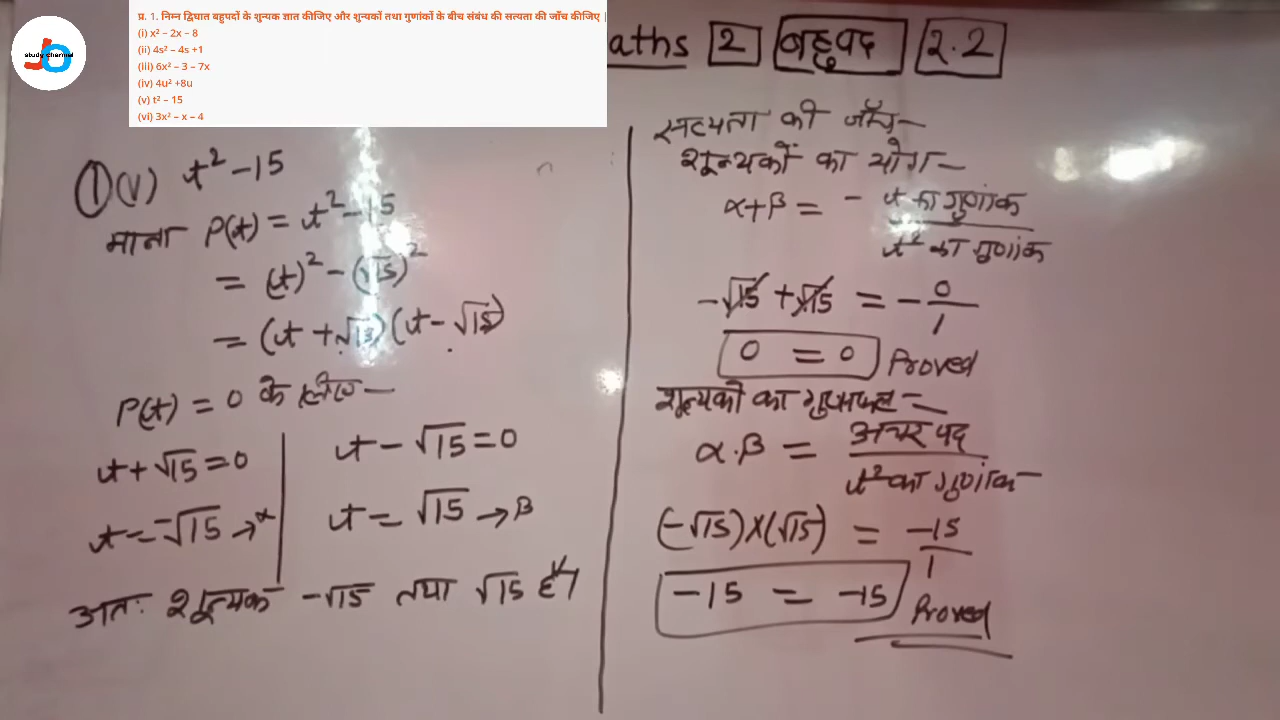 प्र. 1. निम्न द्विघात बहुपदों के शुन्यक ज्ञात कीजिए और शुन्यकों तथा गुणांकों के बीच संबंध की सत्यता की जाँच कीजिए |
(i) x² – 2x – 8
(ii) 4s² – 4s +1
(iii) 6x² – 3 – 7x
(iv) 4u² +8u
(v) t² – 15
(vi) 3x² – x – 4
study channel
aths 2 बहुपद 2.2
① (v) t² - 15
माना P(t) = t² - 15
= (t)² - (√15)²
= (t + √15)(t - √15)
P(t) = 0 के लिए —
t + √15 = 0
t = -√15 → α
t - √15 = 0
t = √15 → β
अतः शून्यक -√15 तथा √15 हैं।
सत्यता की जाँच —
शून्यकों का योग —
α + β = - t का गुणांक / t² का गुणांक
-√15 + √15 = - 0/1
0 = 0 Proved
शून्यकों का गुणनफल =
α.β = अचर पद / t² का गुणांक
(-√15)×(√15) = -15/1
-15 = -15 Proved